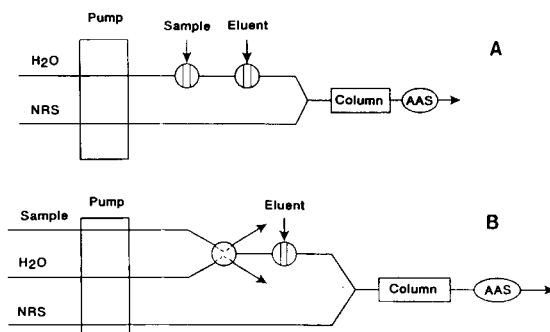 Pump
Sample Eluent
A
H2O
Column AAS
NRS
Pump
Eluent
Sample
B
H2O
Column AAS
NRS